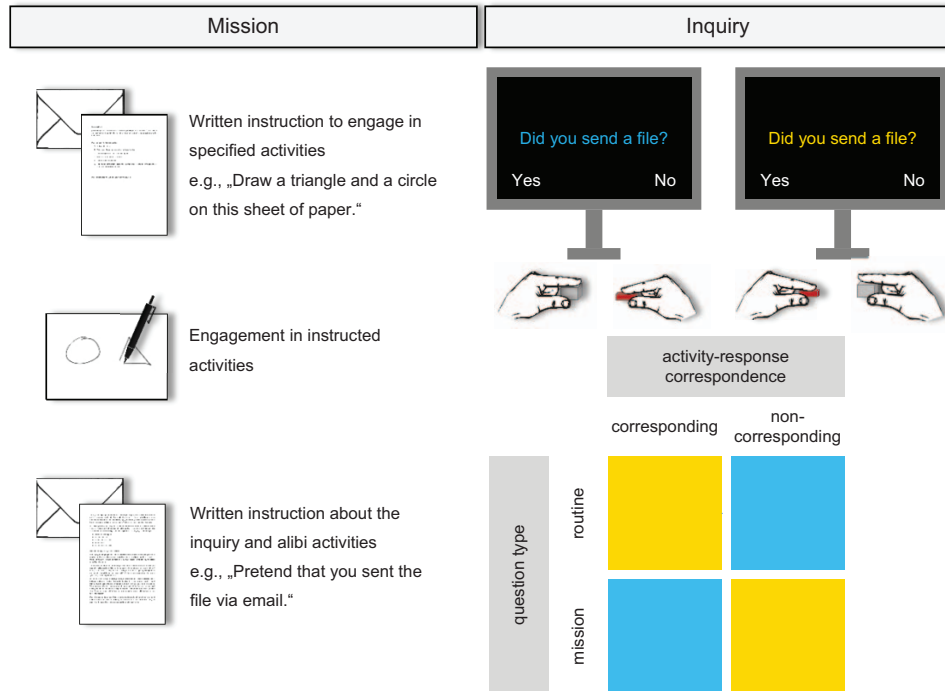 Mission
Inquiry
Written instruction to engage in
specified activities
e.g., „Draw a triangle and a circle
on this sheet of paper.“
Engagement in instructed
activities
Written instruction about the
inquiry and alibi activities
e.g., „Pretend that you sent the
file via email.“
Did you send a file?
Yes No
Did you send a file?
Yes No
activity-response
correspondence
corresponding
non-
corresponding
question type
routine
mission